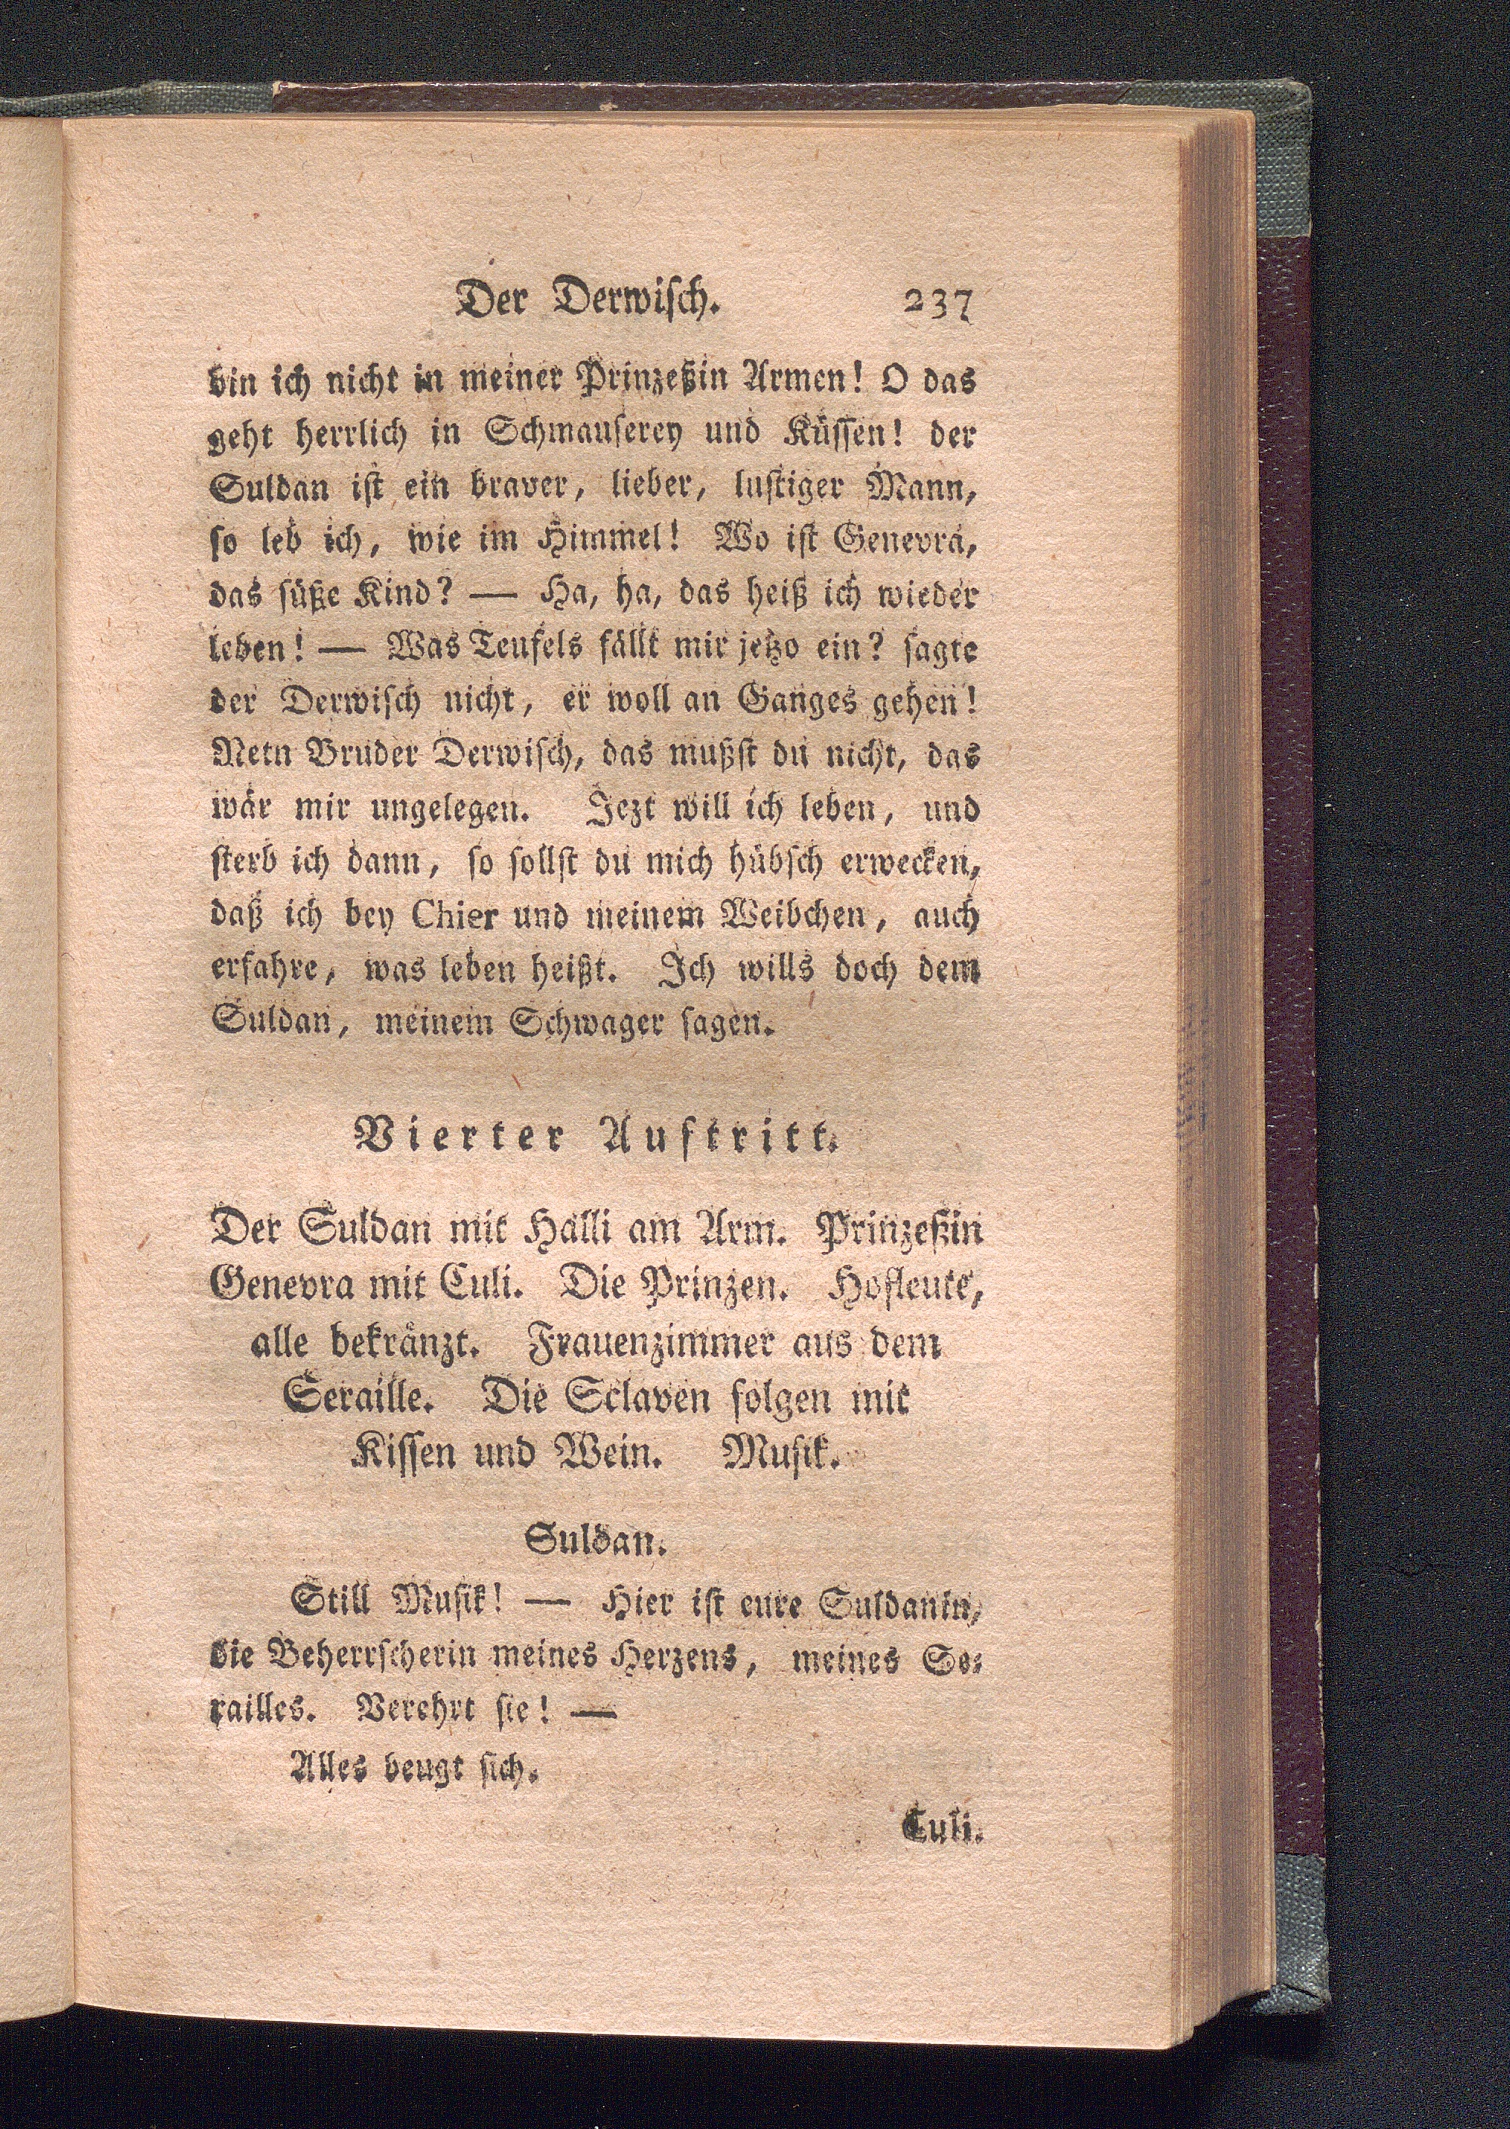 Der Derwiſch. 237
bin ich nicht in meiner Prinzeßin Armen! O das
geht herrlich in Schmauſerey und Küſſen! der
Suldan iſt ein braver, lieber, luſtiger Mann,
ſo leb ich, wie im Himmel! Wo iſt Genevra,
das ſüße Kind? — Ha, ha, das heiß ich wieder
leben! — Was Teufels fällt mir jetzo ein? ſagte
der Derwiſch nicht, er woll an Ganges gehen!
Netn Bruder Derwiſch, das mußſt du nicht, das
wär mir ungelegen. Jezt will ich leben, und
ſterb ich dann, ſo ſollſt du mich hübſch erwecken,
daß ich bey Chier und meinem Weibchen, auch
erfahre, was leben heißt. Ich wills doch dem
Suldan, meinem Schwager ſagen.
Vierter Auftritt.
Der Suldan mit Halli am Arm. Prinzeßin
Genevra mit Culi. Die Prinzen. Hofleute,
alle bekränzt. Frauenzimmer aus dem
Seraille. Die Sclaven folgen mit
Kiſſen und Wein. Muſik.
Suldan.
Still Muſik! — Hier iſt eure Suldanin,
die Beherrſcherin meines Herzens, meines Se⸗
railles. Verehrt ſie! —
Alles beugt ſich.
Culi.